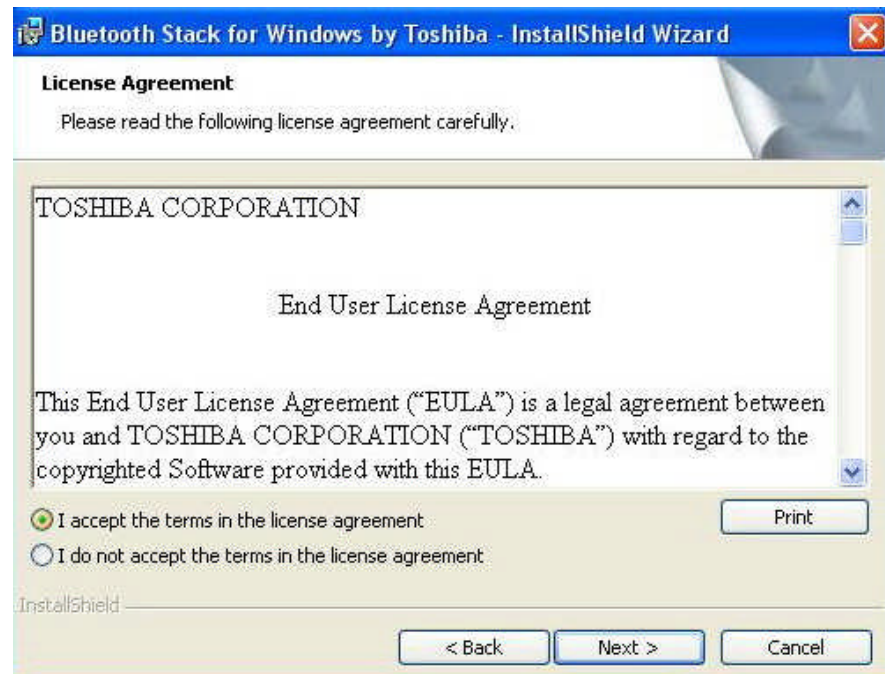 Bluetooth Stack for Windows by Toshiba - InstallShield Wizard
License Agreement
Please read the following license agreement carefully.
TOSHIBA CORPORATION
End User License Agreement
This End User License Agreement (“EULA”) is a legal agreement between
you and TOSHIBA CORPORATION (“TOSHIBA”) with regard to the
copyrighted Software provided with this EULA.
I accept the terms in the license agreement
Print
I do not accept the terms in the license agreement
InstallShield
< Back
Next >
Cancel